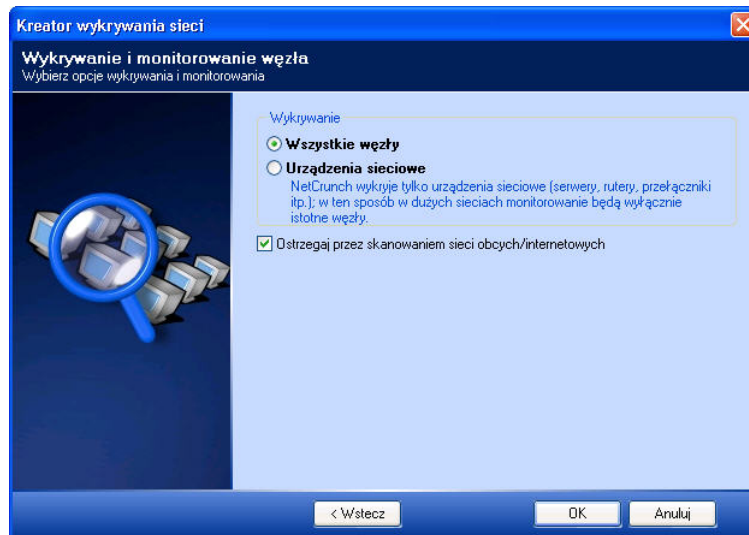 Kreator wykrywania sieci
Wykrywanie i monitorowanie węzła
Wybierz opcje wykrywania i monitorowania
Wykrywanie
Wszystkie węzły
Urządzenia sieciowe
NetCrunch wykryje tylko urządzenia sieciowe (serwery, rutery, przełączniki
itp.); w ten sposób w dużych sieciach monitorowanie będą wyłącznie
istotne węzły.
Ostrzegaj przez skanowaniem sieci obcych/internetowych
< Wstecz
OK
Anuluj